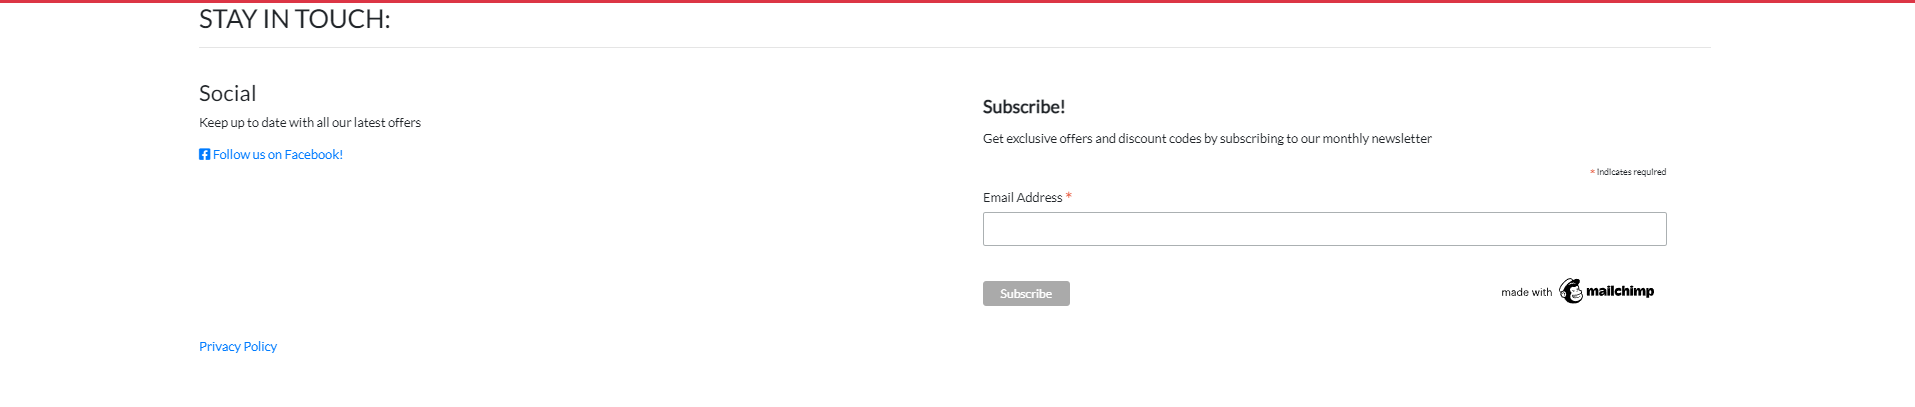 STAY IN TOUCH:
Social
Keep up to date with all our latest offers
Follow us on Facebook!
Subscribe!
Get exclusive offers and discount codes by subscribing to our monthly newsletter
* indicates required
Email Address *
Subscribe
made with mailchimp
Privacy Policy